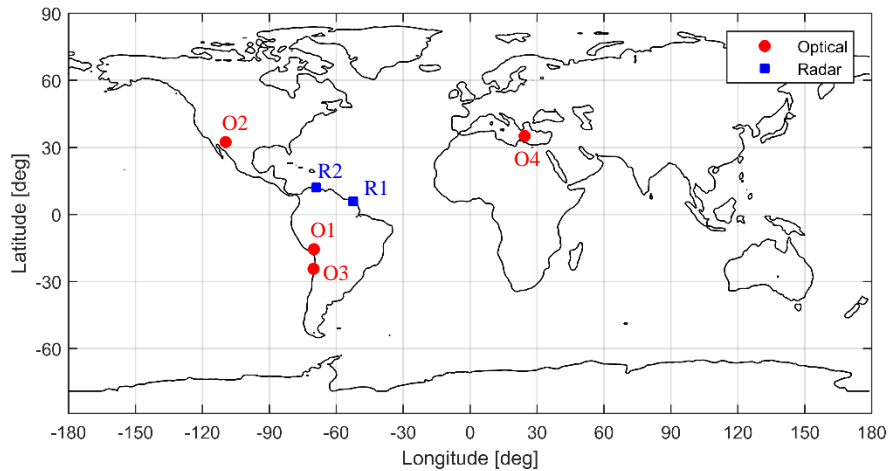 90
60
30
0
-30
-60
Latitude [deg]
Optical
Radar
O2
O4
R2
R1
O1
O3
-180 -150 -120 -90 -60 -30 0 30 60 90 120 150 180
Longitude [deg]